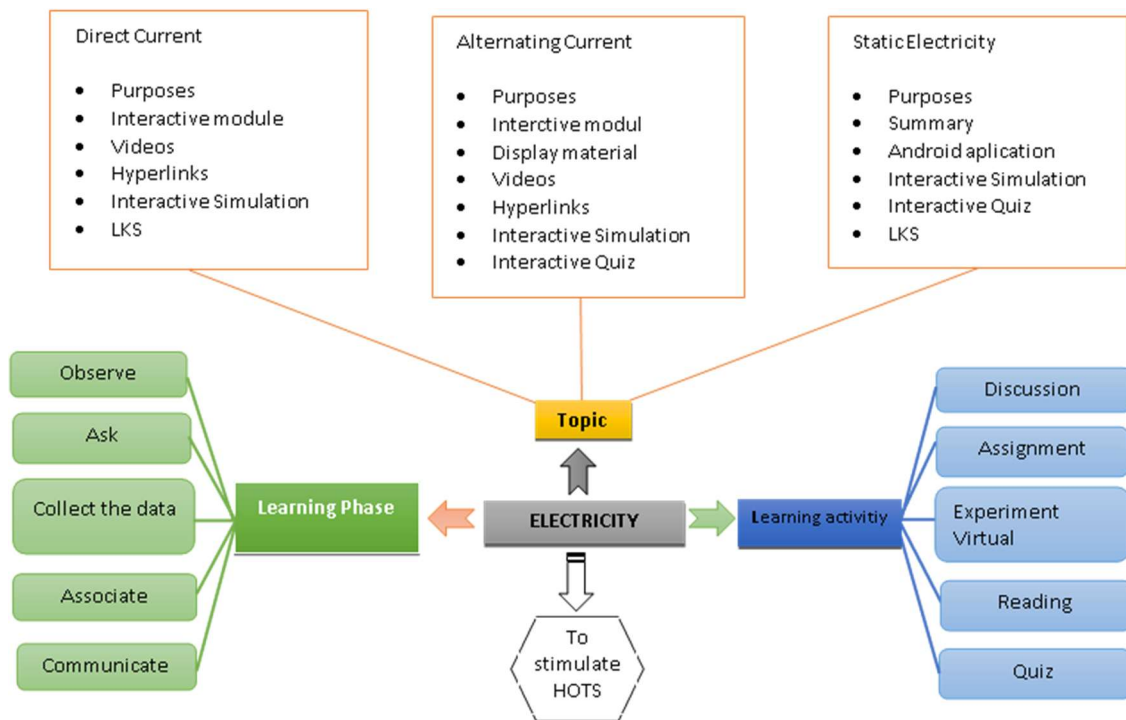 Direct Current
• Purposes
• Interactive module
• Videos
• Hyperlinks
• Interactive Simulation
• LKS
Alternating Current
• Purposes
• Interctive modul
• Display material
• Videos
• Hyperlinks
• Interactive Simulation
• Interactive Quiz
Static Electricity
• Purposes
• Summary
• Android aplication
• Interactive Simulation
• Interactive Quiz
• LKS
Topic
Observe
Ask
Collect the data
Associate
Communicate
Learning Phase
ELECTRICITY
Learning activitiy
Discussion
Assignment
Experiment
Virtual
Reading
Quiz
To
stimulate
HOTS